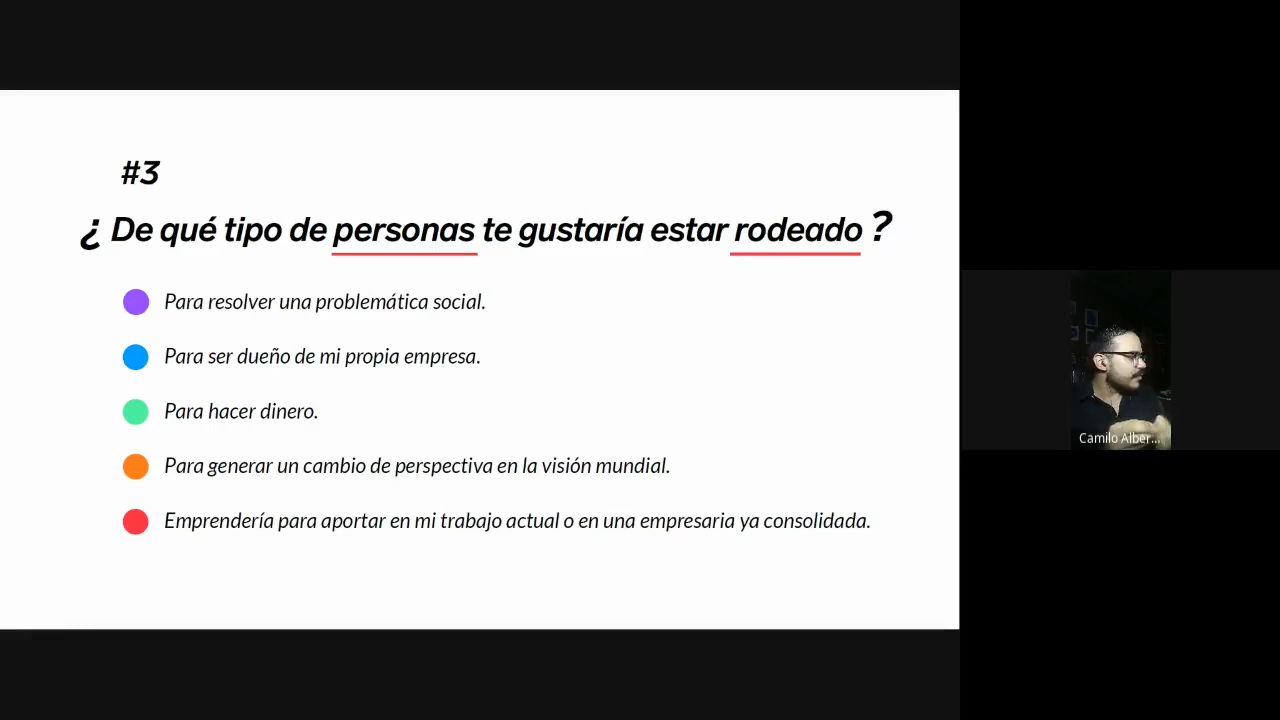 #3
¿ De qué tipo de personas te gustaría estar rodeado ?
Para resolver una problemática social.
Para ser dueño de mi propia empresa.
Para hacer dinero.
Para generar un cambio de perspectiva en la visión mundial.
Emprendería para aportar en mi trabajo actual o en una empresaria ya consolidada.
Camilo Alber...